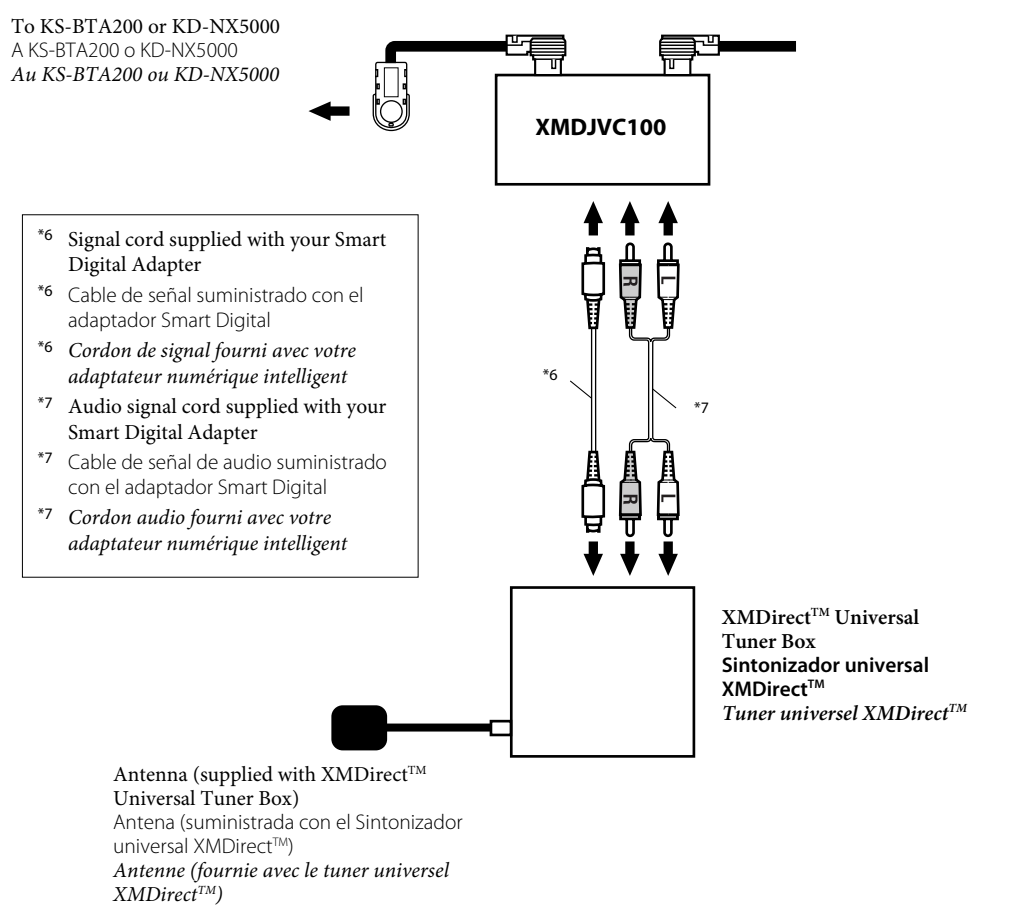 To KS-BTA200 or KD-NX5000
A KS-BTA200 o KD-NX5000
Au KS-BTA200 ou KD-NX5000
XMDJVC100
*6 Signal cord supplied with your Smart
Digital Adapter
*6 Cable de señal suministrado con el
adaptador Smart Digital
*6 Cordon de signal fourni avec votre
adaptateur numérique intelligent
*7 Audio signal cord supplied with your
Smart Digital Adapter
*7 Cable de señal de audio suministrado
con el adaptador Smart Digital
*7 Cordon audio fourni avec votre
adaptateur numérique intelligent
R L
*6
*7
R L
XMDirect™ Universal
Tuner Box
Sintonizador universal
XMDirect™
Tuner universel XMDirect™
Antenna (supplied with XMDirect™
Universal Tuner Box)
Antena (suministrada con el Sintonizador
universal XMDirect™)
Antenne (fournie avec le tuner universel
XMDirect™)